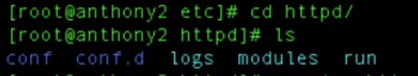 [root@anthony2 etc]# cd httpd/
[root@anthony2 httpd]# ls
conf conf.d logs modules run